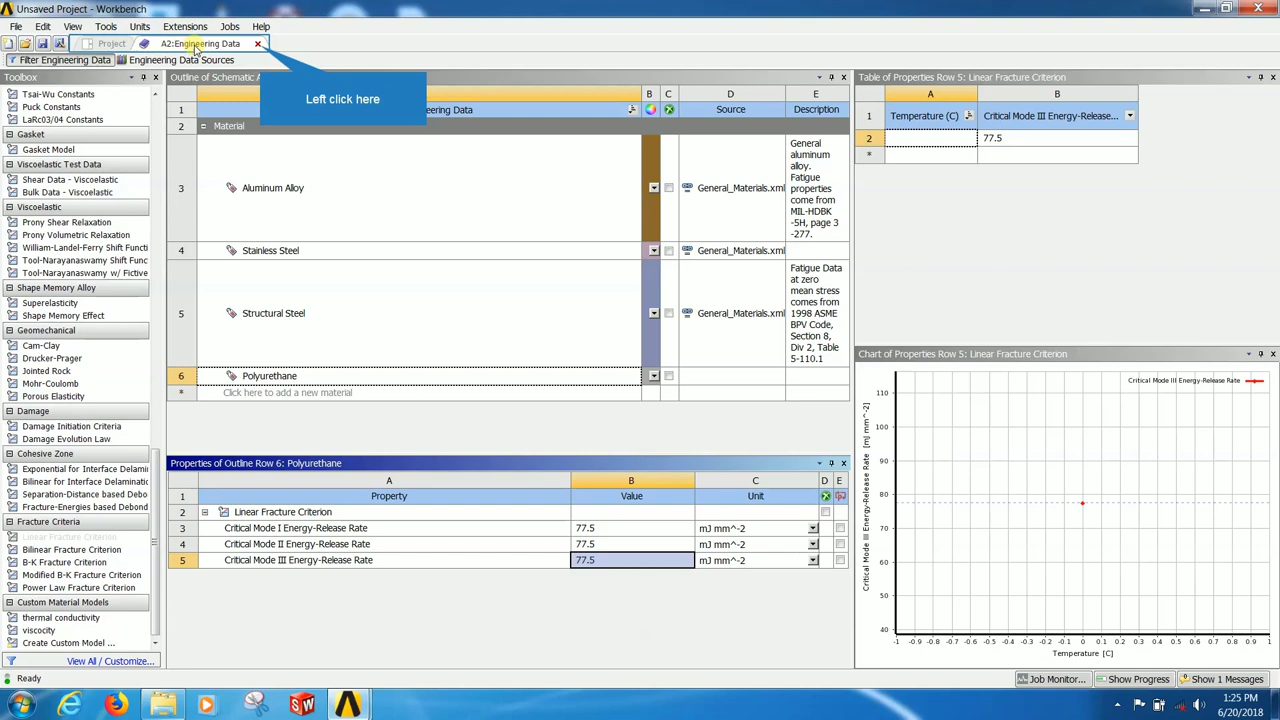 Unsaved Project - Workbench
File Edit View Tools Units Extensions Jobs Help
Project
A2:Engineering Data
Filter Engineering Data
Engineering Data Sources
Left click here
Toolbox
Tsai-Wu Constants
Puck Constants
LaRc03/04 Constants
Gasket
Gasket Model
Viscoelastic Test Data
Shear Data - Viscoelastic
Bulk Data - Viscoelastic
Viscoelastic
Prony Shear Relaxation
Prony Volumetric Relaxation
William-Landel-Ferry Shift Functi
Tool-Narayanaswamy Shift Func
Tool-Narayanaswamy w/ Fictive
Shape Memory Alloy
Superelasticity
Shape Memory Effect
Geomechanical
Cam-Clay
Drucker-Prager
Jointed Rock
Mohr-Coulomb
Porous Elasticity
Damage
Damage Initiation Criteria
Damage Evolution Law
Cohesive Zone
Exponential for Interface Delamin
Bilinear for Interface Delaminatio
Separation-Distance based Debo
Fracture-Energies based Debond
Fracture Criteria
Linear Fracture Criterion
Bilinear Fracture Criterion
B-K Fracture Criterion
Modified B-K Fracture Criterion
Power Law Fracture Criterion
Custom Material Models
thermal conductivity
viscosity
Create Custom Model ...
View All / Customize...
Outline of Schematic A
B C D E
1 neering Data Source Description
2 Material
3 Aluminum Alloy General_Materials.xml
General
aluminum
alloy.
Fatigue
properties
come from
MIL-HDBK
-5H, page 3
-277.
4 Stainless Steel General_Materials.xml
5 Structural Steel General_Materials.xml
Fatigue Data
at zero
mean stress
comes from
1998 ASME
BPV Code,
Section 8,
Div 2, Table
5-110.1
6 Polyurethane
* Click here to add a new material
Properties of Outline Row 6: Polyurethane
A B C D E
1 Property Value Unit
2 Linear Fracture Criterion
3 Critical Mode I Energy-Release Rate 77.5 mJ mm^-2
4 Critical Mode II Energy-Release Rate 77.5 mJ mm^-2
5 Critical Mode III Energy-Release Rate 77.5 mJ mm^-2
Table of Properties Row 5: Linear Fracture Criterion
A B
1 Temperature (C) Critical Mode III Energy-Release...
2 77.5
*
Chart of Properties Row 5: Linear Fracture Criterion
Critical Mode III Energy-Release Rate
Critical Mode III Energy-Release Rate [mJ mm^-2]
110
100
90
80
70
60
50
40
-1 -0.9 -0.8 -0.7 -0.6 -0.5 -0.4 -0.3 -0.2 -0.1 0 0.1 0.2 0.3 0.4 0.5 0.6 0.7 0.8 0.9 1
Temperature [C]
Ready
Job Monitor...
Show Progress
Show 1 Messages
SW
1:25 PM
6/20/2018